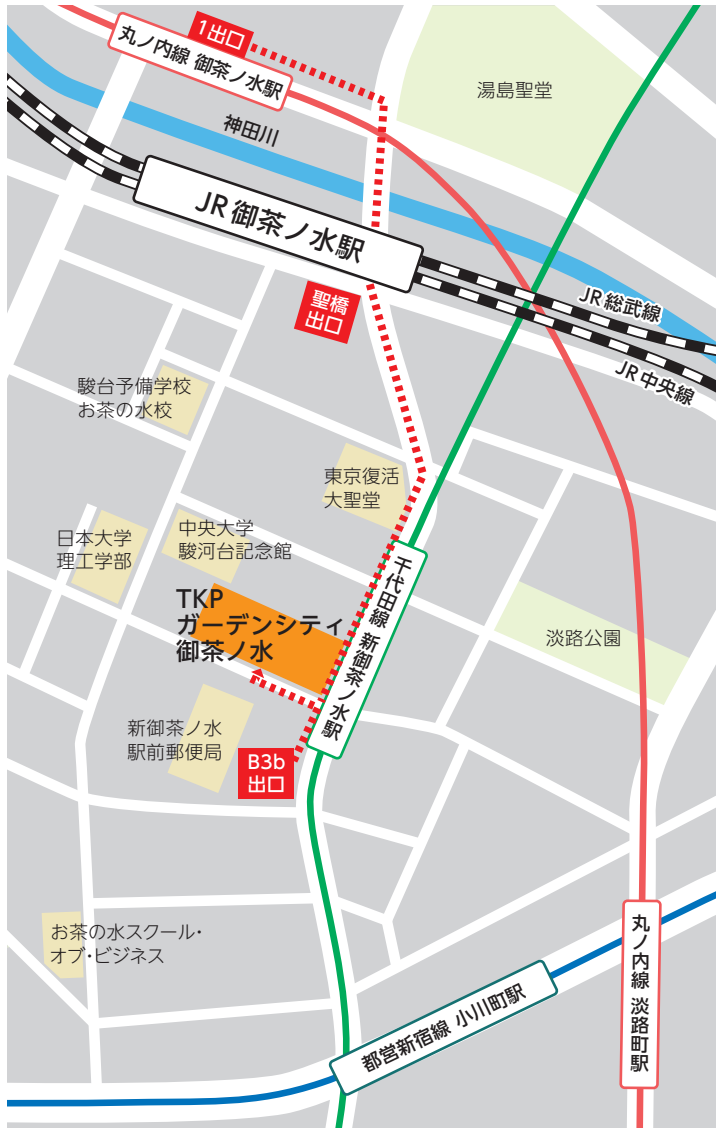 1出口
丸ノ内線 御茶ノ水駅
湯島聖堂
神田川
JR 御茶ノ水駅
聖橋
出口
JR 総武線
JR 中央線
駿台予備学校
お茶の水校
東京復活
大聖堂
中央大学
駿河台記念館
日本大学
理工学部
千代田線 新御茶ノ水駅
TKP
ガーデンシティ
御茶ノ水
淡路公園
新御茶ノ水
駅前郵便局
B3b
出口
お茶の水スクール・
オブ・ビジネス
丸ノ内線 淡路町駅
都営新宿線 小川町駅